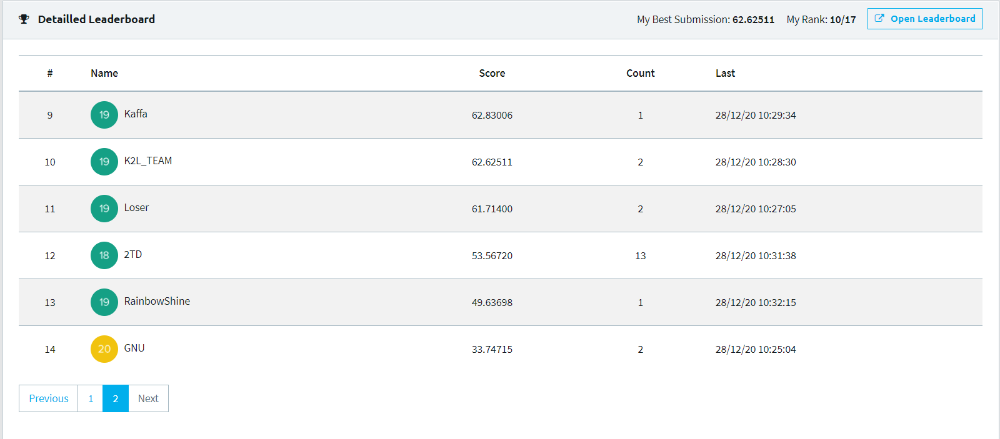 Detailled Leaderboard My Best Submission: 62.62511 My Rank: 10/17 Open Leaderboard
# Name Score Count Last
9 19 Kaffa 62.83006 1 28/12/20 10:29:34
10 19 K2L_TEAM 62.62511 2 28/12/20 10:28:30
11 19 Loser 61.71400 2 28/12/20 10:27:05
12 18 2TD 53.56720 13 28/12/20 10:31:38
13 19 RainbowShine 49.63698 1 28/12/20 10:32:15
14 20 GNU 33.74715 2 28/12/20 10:25:04
Previous 1 2 Next